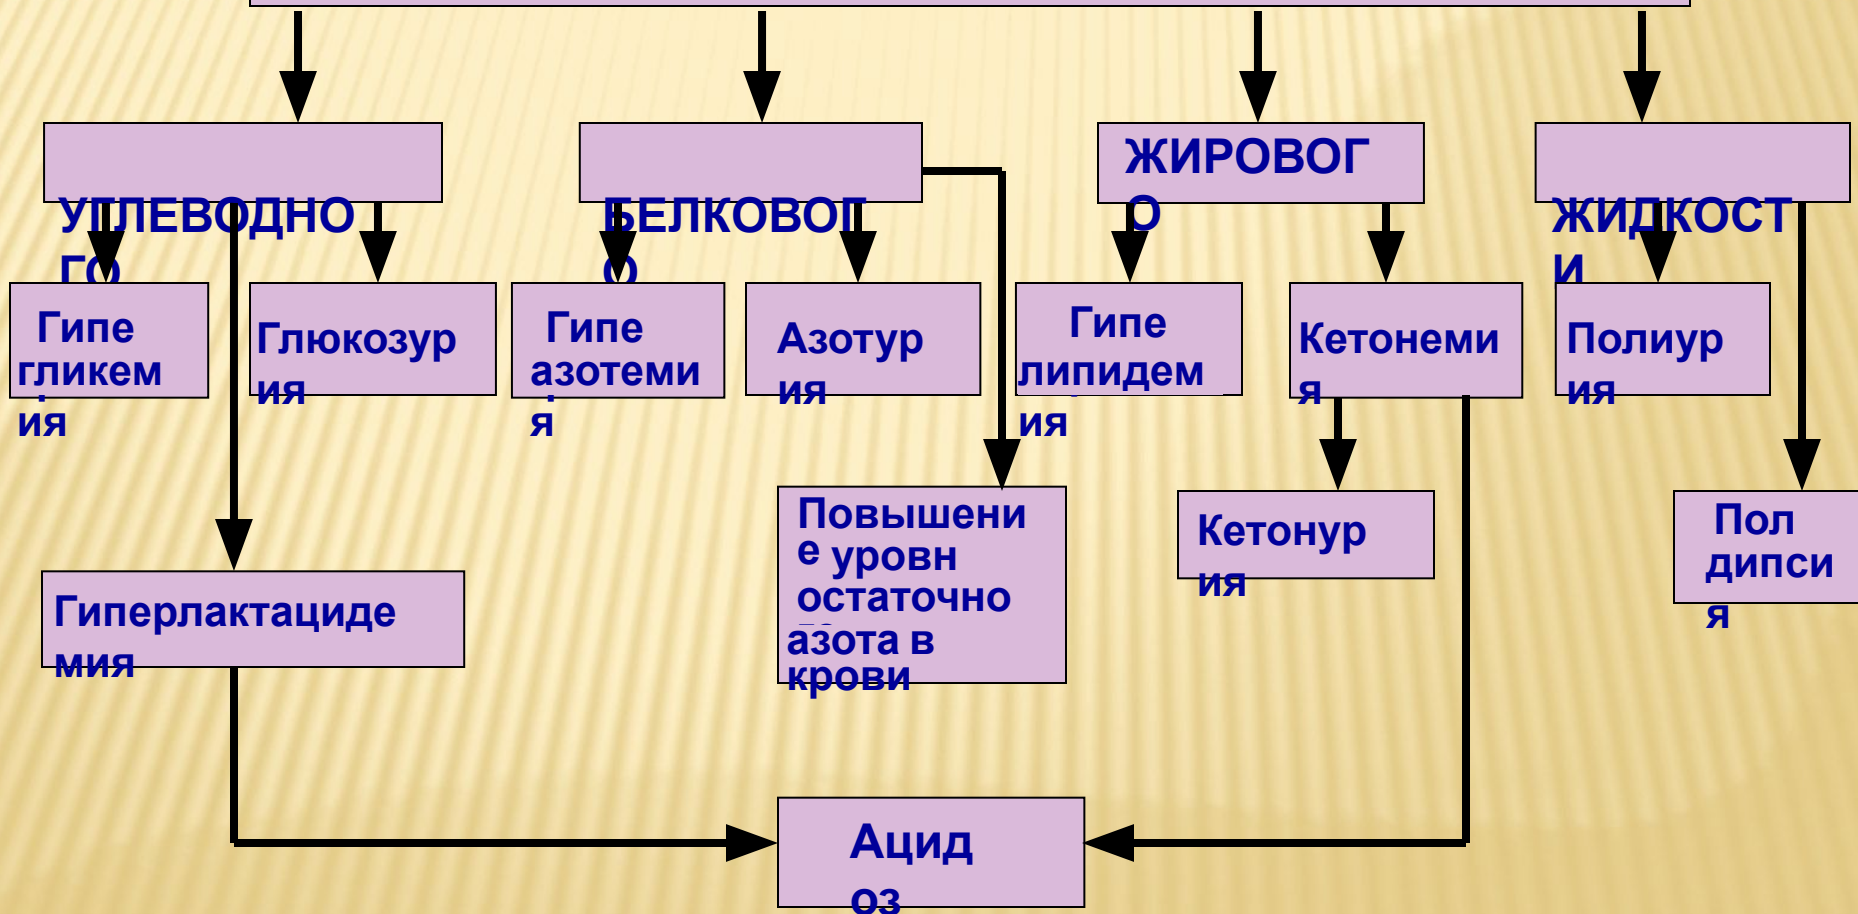 УГЛЕВОДНО
ГО
БЕЛКОВОГ
О
ЖИРОВОГ
О
ЖИДКОСТ
И
Гипе
гликем
ия
Глюкозур
ия
Гипе
азотеми
я
Азотур
ия
Гипе
липидем
ия
Кетонеми
я
Полиур
ия
Повышени
е уровн
остаточно
азота в
крови
Кетонур
ия
Пол
дипси
я
Гиперлактациде
мия
Ацид
оз